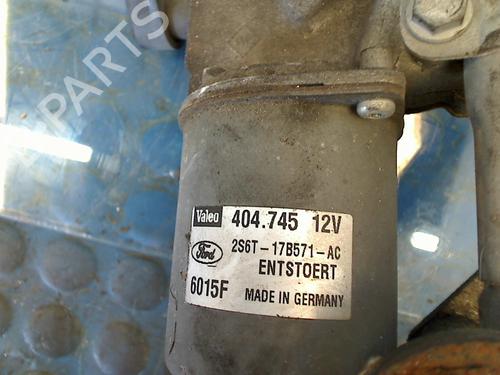 PARTS
Valeo 404.745 12V
Ford 2S6T-17B571-AC
ENTSTOERT
6015F MADE IN GERMANY